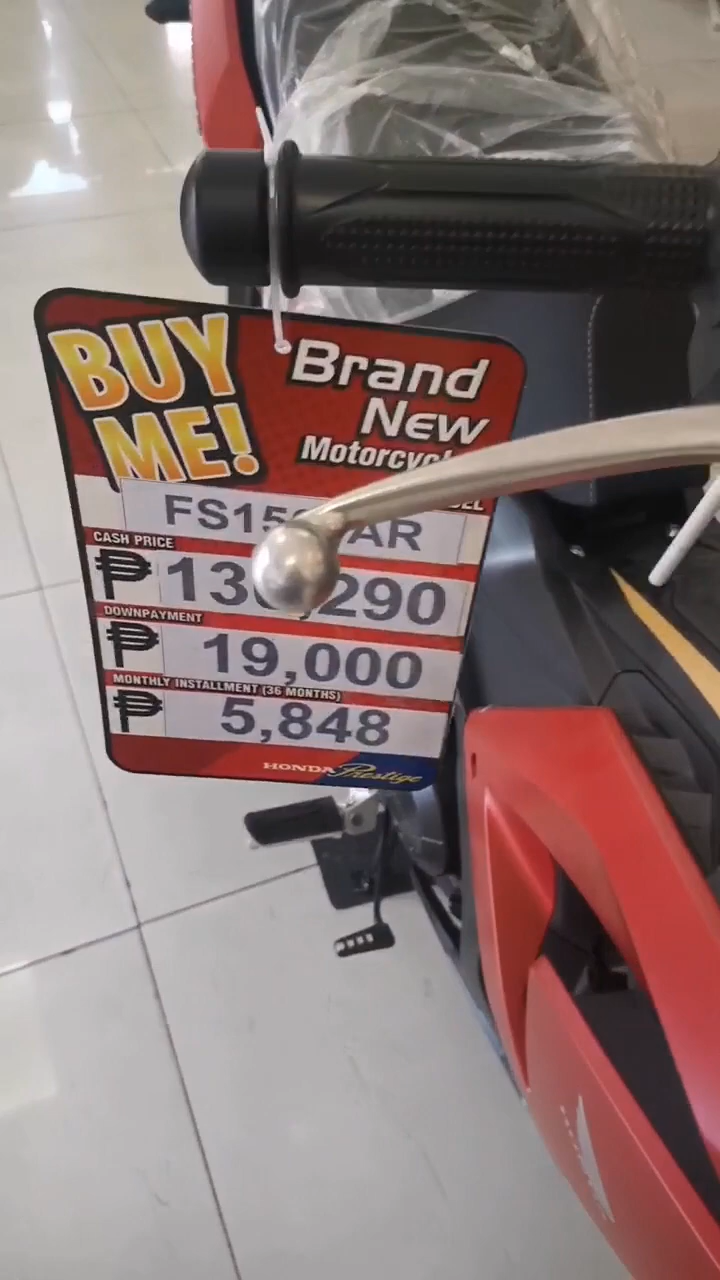 BUY
ME!
Brand
New
HONDA Prestige
CASH PRICE
₱
DOWNPAYMENT
₱ 19,000
MONTHLY INSTALLMENT (36 MONTHS)
₱ 5,848